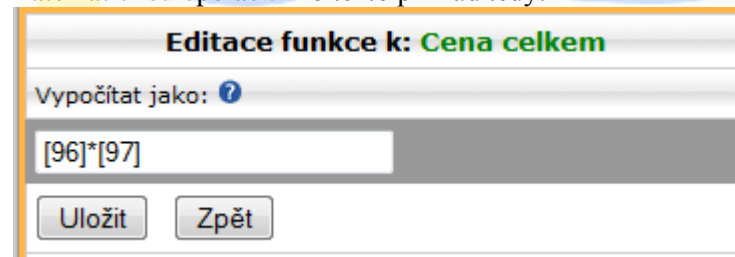 Editace funkce k: Cena celkem
Vypočítat jako:
[96]*[97]
Uložit Zpět